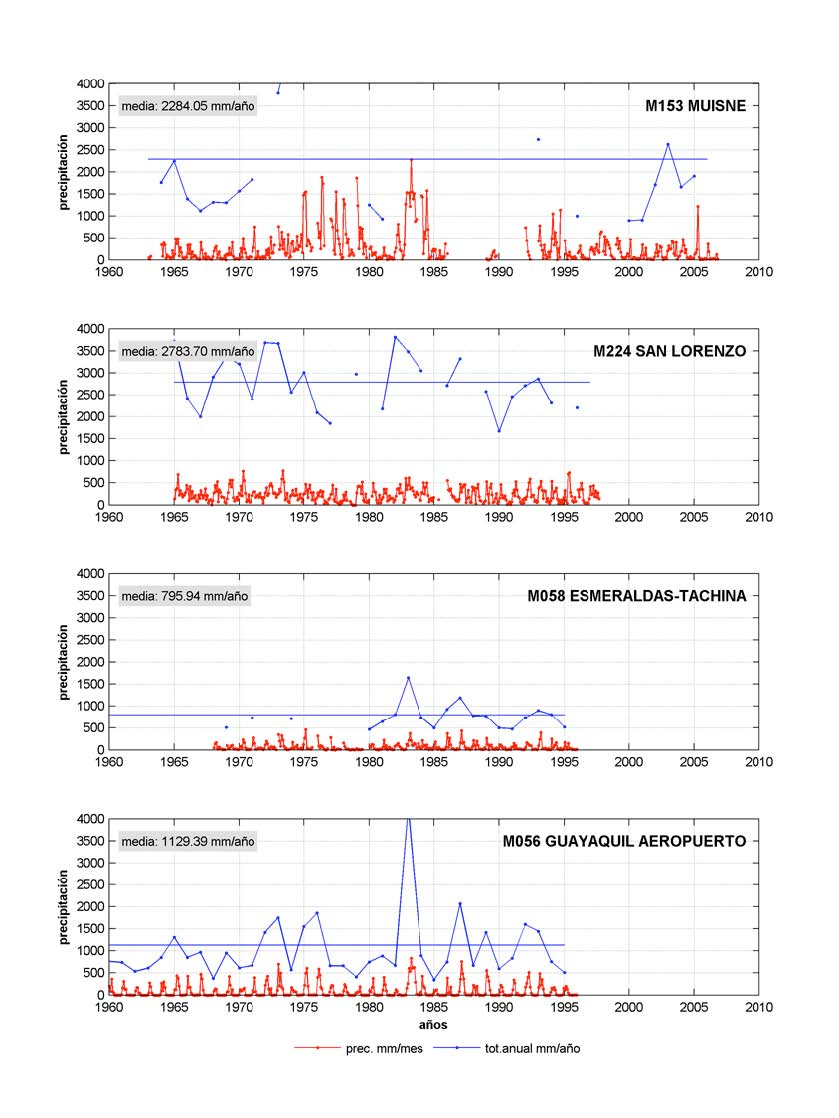 4000
3500
3000
2500
2000
1500
1000
500
0
precipitación
media: 2284.05 mm/año
M153 MUISNE
1960 1965 1970 1975 1980 1985 1990 1995 2000 2005 2010
4000
3500
3000
2500
2000
1500
1000
500
0
precipitación
media: 2783.70 mm/año
M224 SAN LORENZO
1960 1965 1970 1975 1980 1985 1990 1995 2000 2005 2010
4000
3500
3000
2500
2000
1500
1000
500
0
precipitación
media: 795.94 mm/año
M058 ESMERALDAS-TACHINA
1960 1965 1970 1975 1980 1985 1990 1995 2000 2005 2010
4000
3500
3000
2500
2000
1500
1000
500
0
precipitación
media: 1129.39 mm/año
M056 GUAYAQUIL AEROPUERTO
1960 1965 1970 1975 1980 1985 1990 1995 2000 2005 2010
años
prec. mm/mes tot.anual mm/año